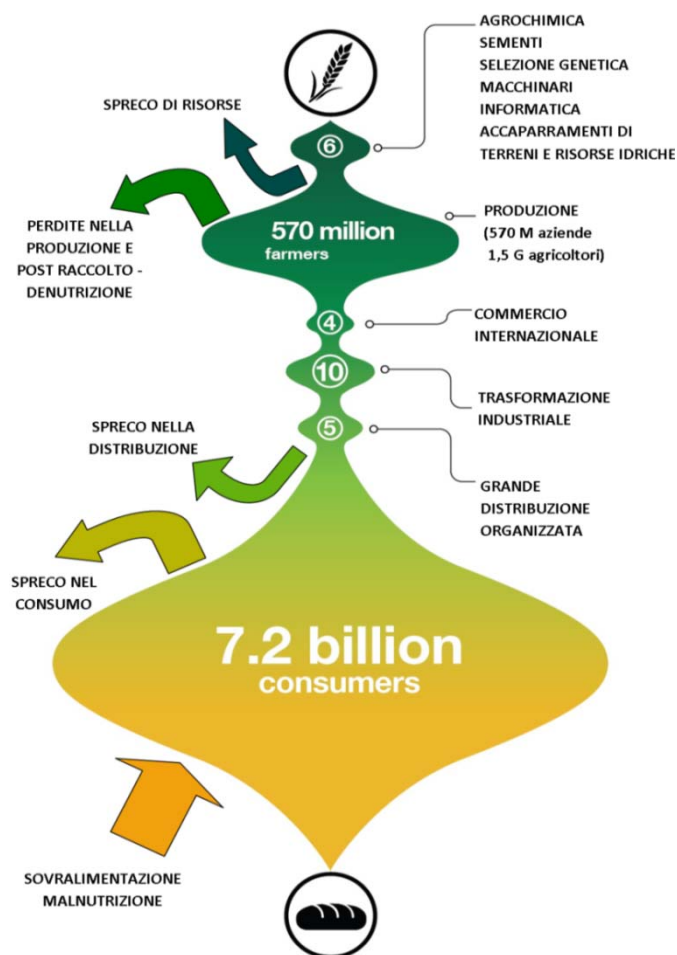 AGROCHIMICA
SEMENTI
SELEZIONE GENETICA
MACCHINARI
INFORMATICA
ACCAPARRAMENTI DI
TERRENI E RISORSE IDRICHE
SPRECO DI RISORSE
6
PERDITE NELLA
PRODUZIONE E
POST RACCOLTO -
DENUTRIZIONE
570 million
farmers
PRODUZIONE
(570 M aziende
1,5 G agricoltori)
4
COMMERCIO
INTERNAZIONALE
10
TRASFORMAZIONE
INDUSTRIALE
5
SPRECO NELLA
DISTRIBUZIONE
GRANDE
DISTRIBUZIONE
ORGANIZZATA
SPRECO NEL
CONSUMO
7.2 billion
consumers
SOVRALIMENTAZIONE
MALNUTRIZIONE